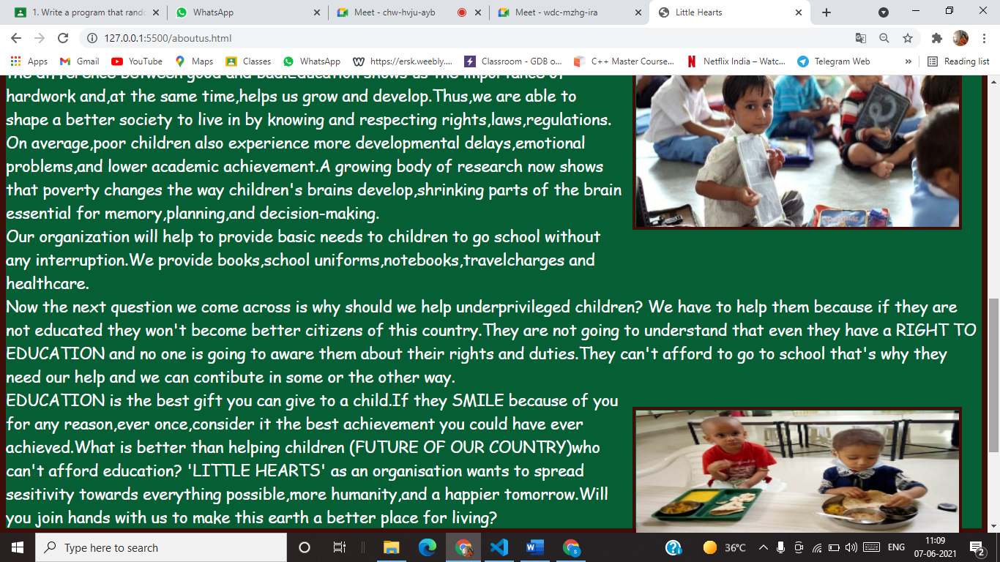 1. Write a program that rando
WhatsApp
Meet - chw-hvju-ayb
Meet - wdc-mzhg-ira
Little Hearts
127.0.0.1:5500/aboutus.html
Apps
Gmail
YouTube
Maps
Classes
WhatsApp
https://ersk.weebly....
Classroom - GDB o...
C++ Master Course...
Netflix India – Watc...
Telegram Web
»
Reading list
the difference between good and bad.Education shows us the importance of
hardwork and,at the same time,helps us grow and develop.Thus,we are able to
shape a better society to live in by knowing and respecting rights,laws,regulations.
On average,poor children also experience more developmental delays,emotional
problems,and lower academic achievement.A growing body of research now shows
that poverty changes the way children's brains develop,shrinking parts of the brain
essential for memory,planning,and decision-making.
Our organization will help to provide basic needs to children to go school without
any interruption.We provide books,school uniforms,notebooks,travelcharges and
healthcare.
Now the next question we come across is why should we help underprivileged children? We have to help them because if they are
not educated they won't become better citizens of this country.They are not going to understand that even they have a RIGHT TO
EDUCATION and no one is going to aware them about their rights and duties.They can't afford to go to school that's why they
need our help and we can contibute in some or the other way.
EDUCATION is the best gift you can give to a child.If they SMILE because of you
for any reason,ever once,consider it the best achievement you could have ever
achieved.What is better than helping children (FUTURE OF OUR COUNTRY)who
can't afford education? 'LITTLE HEARTS' as an organisation wants to spread
sesitivity towards everything possible,more humanity,and a happier tomorrow.Will
you join hands with us to make this earth a better place for living?
Type here to search
36°C
ENG
11:09
07-06-2021
2